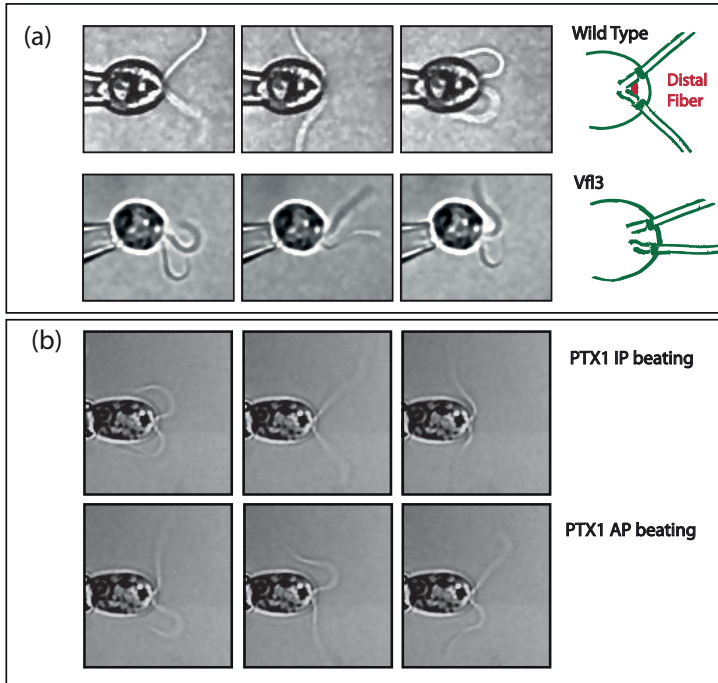 (a)
Wild Type
Distal
Fiber
Vfl3
(b)
PTX1 IP beating
PTX1 AP beating